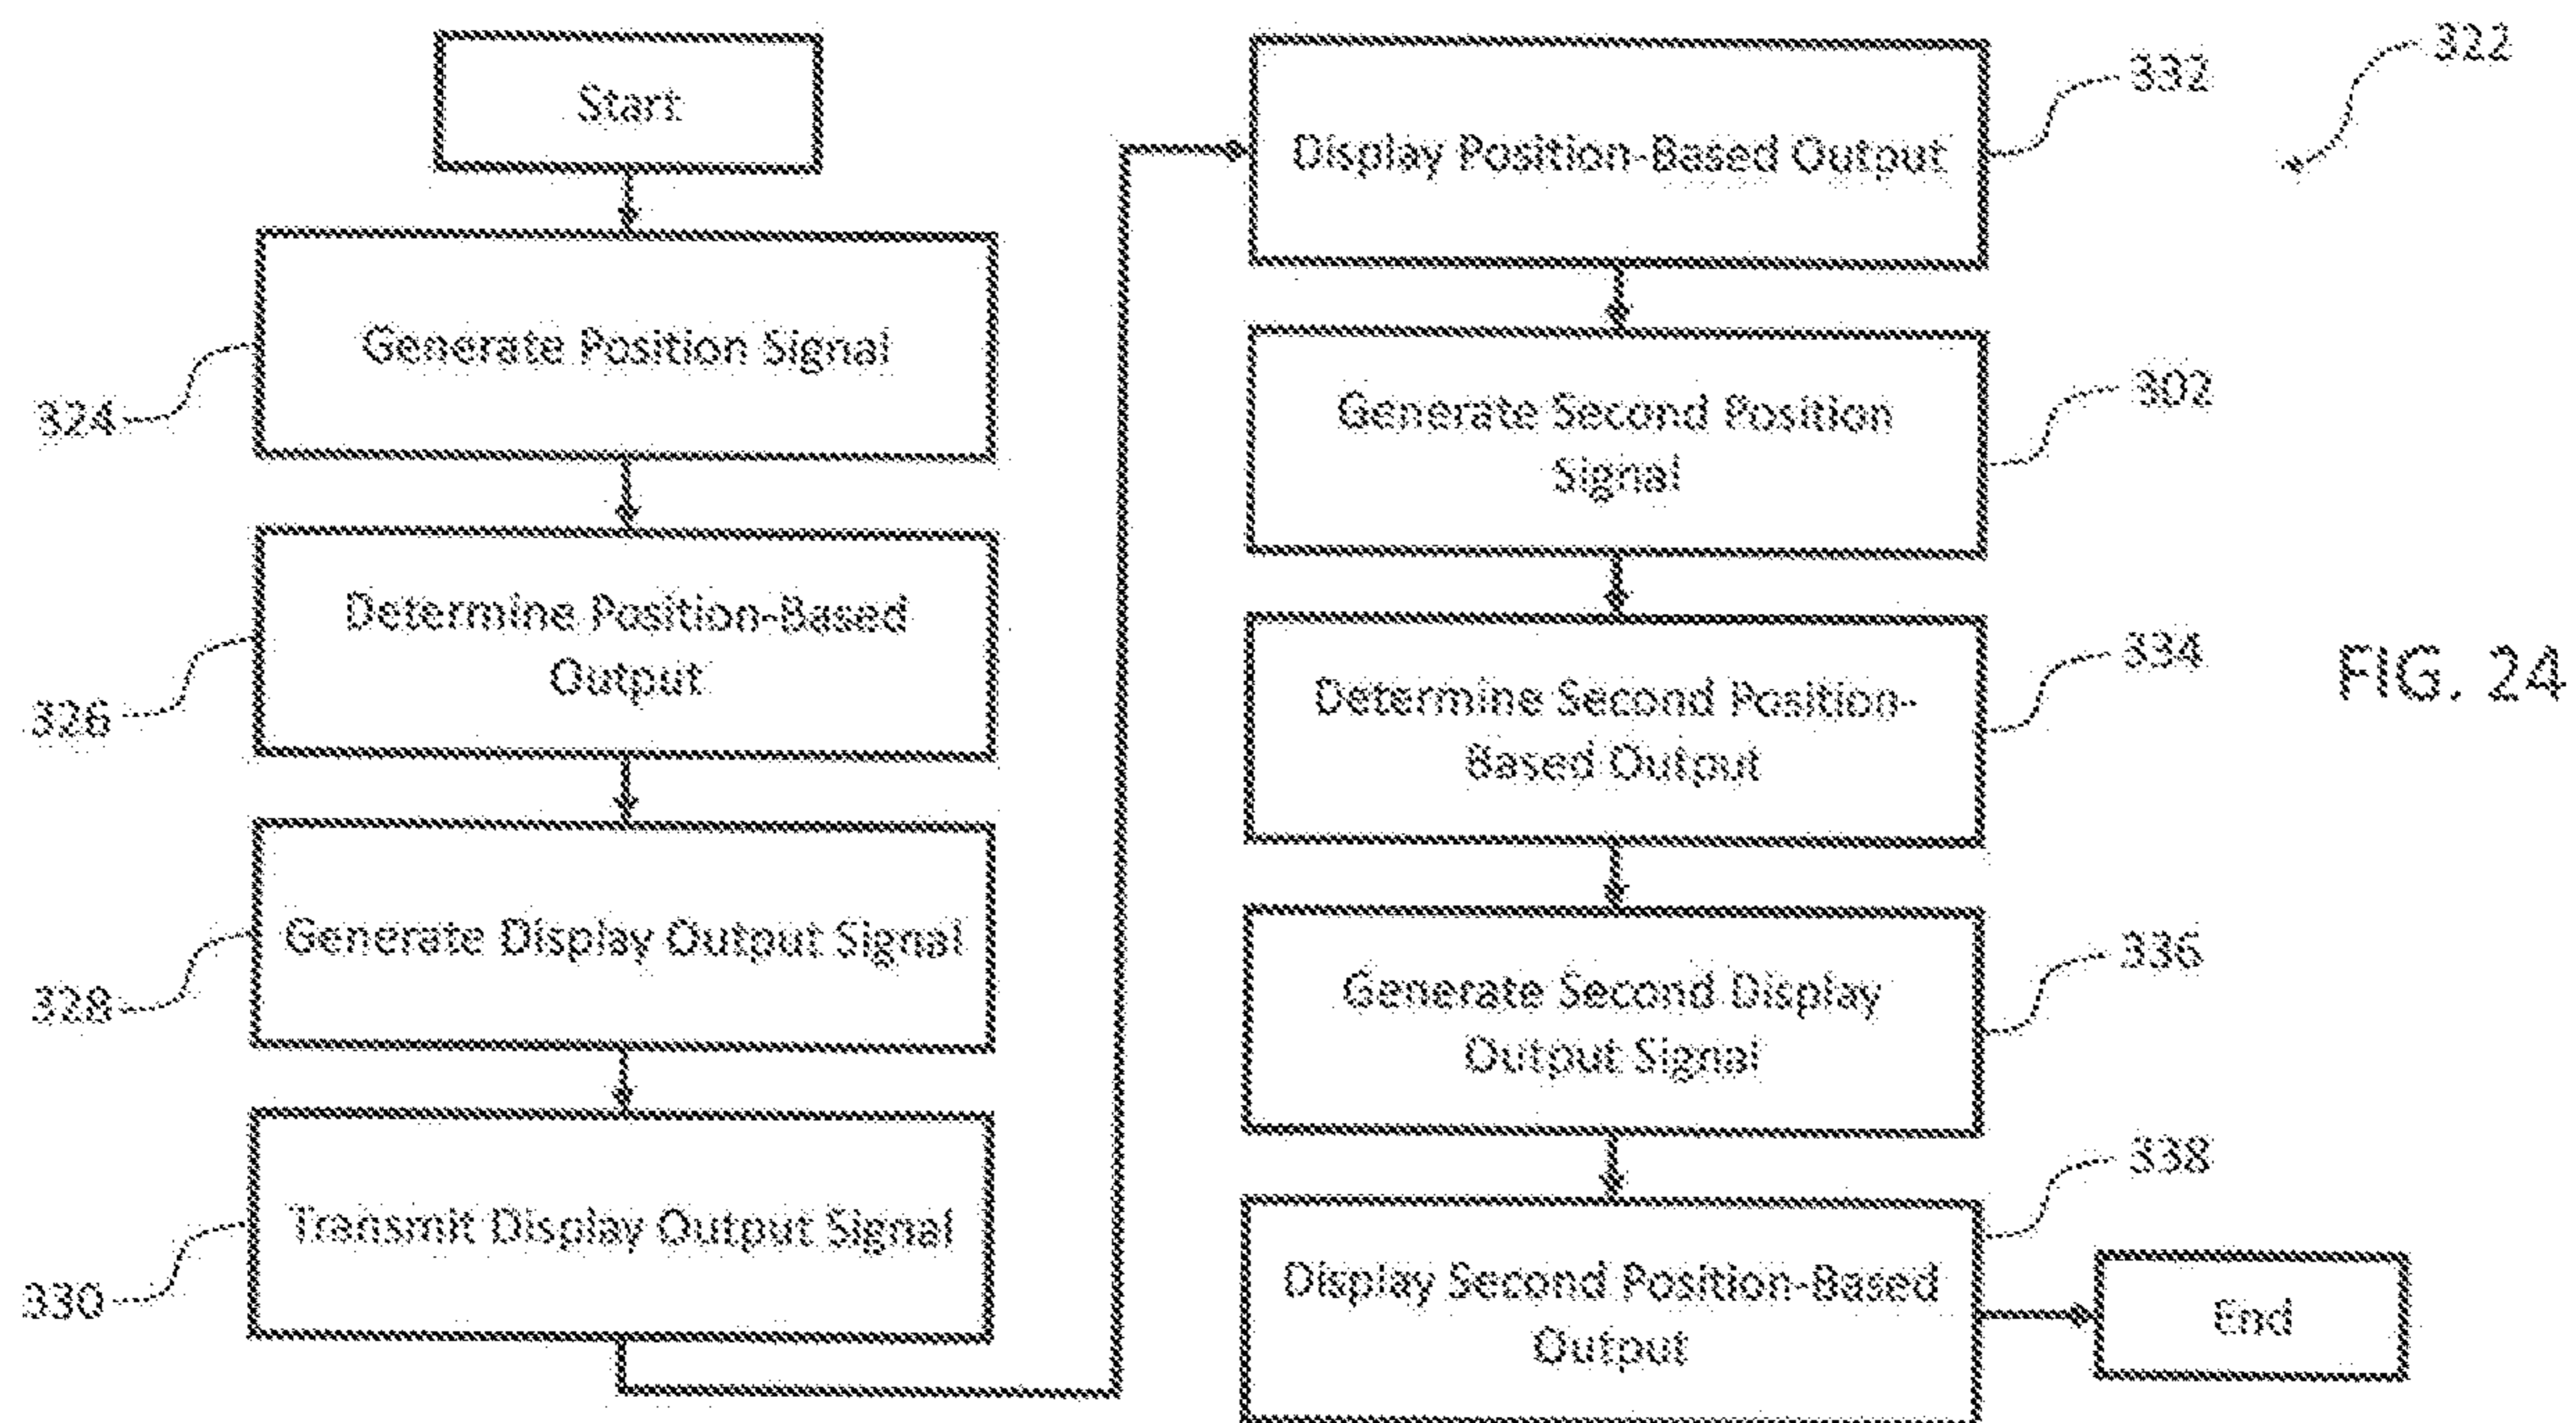 Start
Generate Position Signal
324
Determine Position-Based
Output
326
Generate Display Output Signal
328
Transmit Display Output Signal
330
Display Position-Based Output
332
322
Generate Second Position
Signal
302
Determine Second Position-
Based Output
334
FIG. 24
Generate Second Display
Output Signal
336
Display Second Position-Based
Output
338
End